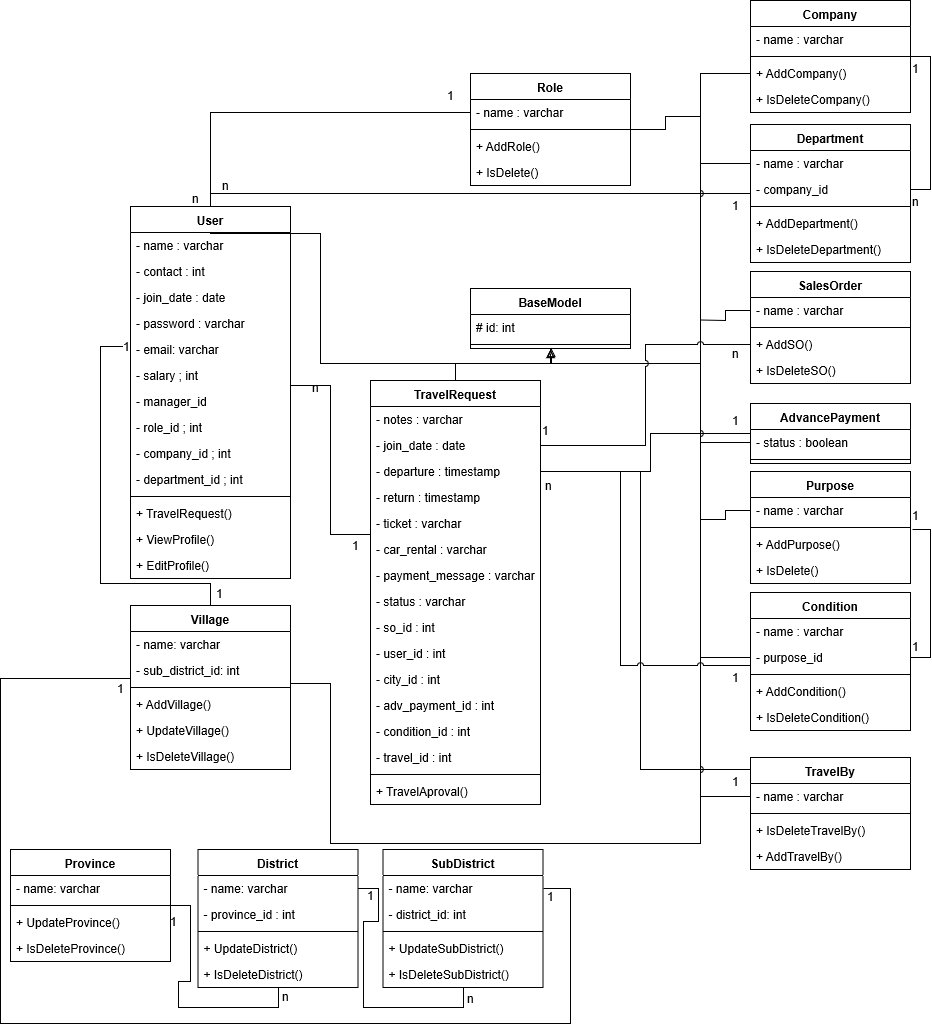 Company
- name : varchar
+ AddCompany()
+ IsDeleteCompany()
1
n
Role
- name : varchar
+ AddRole()
+ IsDelete()
1
Department
- name : varchar
- company_id
+ AddDepartment()
+ IsDeleteDepartment()
n
n
1
User
- name : varchar
- contact : int
- join_date : date
- password : varchar
- email: varchar
- salary ; int
- manager_id
- role_id ; int
- company_id ; int
- department_id ; int
+ TravelRequest()
+ ViewProfile()
+ EditProfile()
1
n
1
BaseModel
# id: int
SalesOrder
- name : varchar
+ AddSO()
+ IsDeleteSO()
n
TravelRequest
- notes : varchar
- join_date : date
- departure : timestamp
- return : timestamp
- ticket : varchar
- car_rental : varchar
- payment_message : varchar
- status : varchar
- so_id : int
- user_id : int
- city_id : int
- adv_payment_id : int
- condition_id : int
- travel_id : int
+ TravelAproval()
1
n
AdvancePayment
- status : boolean
1
Purpose
- name : varchar
+ AddPurpose()
+ IsDelete()
1
Condition
- name : varchar
- purpose_id
+ AddCondition()
+ IsDeleteCondition()
1
1
Village
- name: varchar
- sub_district_id: int
+ AddVillage()
+ UpdateVillage()
+ IsDeleteVillage()
1
1
TravelBy
- name : varchar
+ IsDeleteTravelBy()
+ AddTravelBy()
1
Province
- name: varchar
+ UpdateProvince()
+ IsDeleteProvince()
1
District
- name: varchar
- province_id : int
+ UpdateDistrict()
+ IsDeleteDistrict()
1
n
SubDistrict
- name: varchar
- district_id: int
+ UpdateSubDistrict()
+ IsDeleteSubDistrict()
1
n